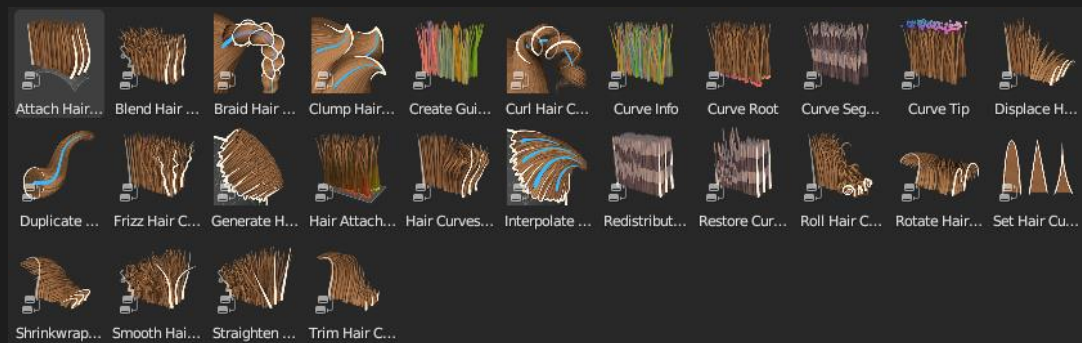 Attach Hair... Blend Hair ... Braid Hair ... Clump Hair... Create Gui... Curl Hair C... Curve Info Curve Root Curve Seg... Curve Tip Displace H...
Duplicate ... Frizz Hair C... Generate H... Hair Attach... Hair Curves... Interpolate ... Redistribut... Restore Cur... Roll Hair C... Rotate Hair... Set Hair Cu...
Shrinkwrap... Smooth Hai... Straighten ... Trim Hair C...